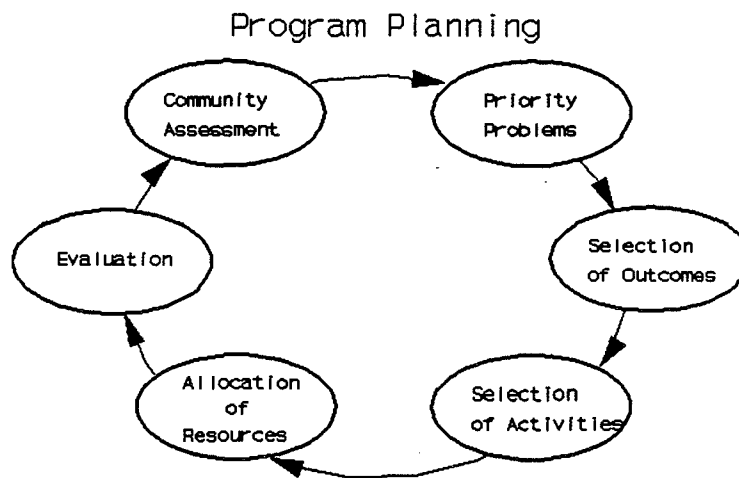 Program Planning
Community
Assessment
Priority
Problems
Selection
of Outcomes
Selection
of Activities
Allocation
of
Resources
Evaluation